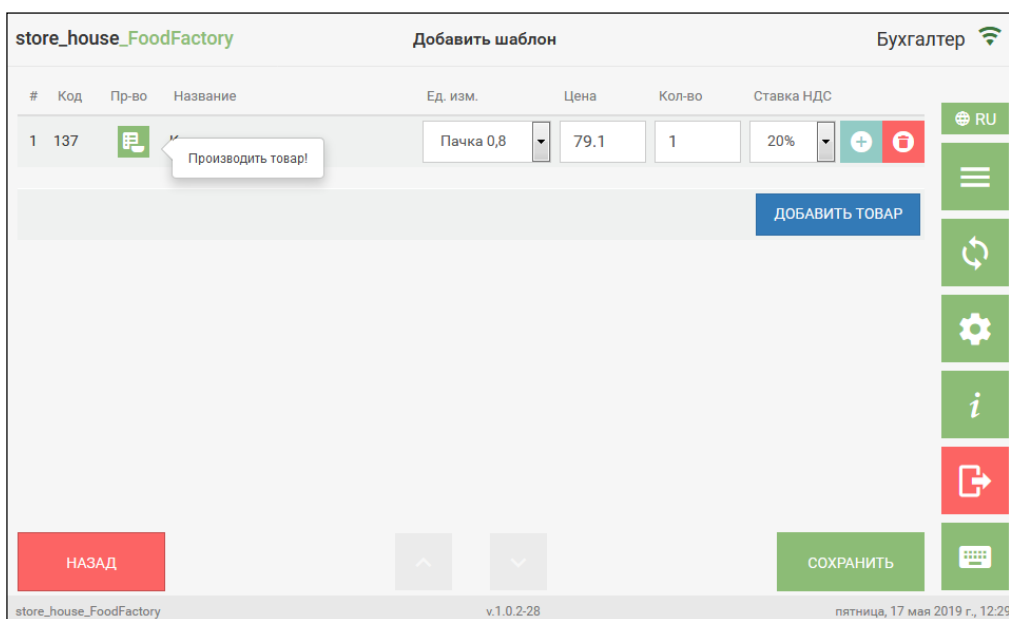 store_house_FoodFactory Добавить шаблон Бухгалтер
# Код Пр-во Название Ед. изм. Цена Кол-во Ставка НДС
RU
1 137 Пачка 0,8 79.1 1 20%
Производить товар!
ДОБАВИТЬ ТОВАР
i
НАЗАД СОХРАНИТЬ
store_house_FoodFactory v.1.0.2-28 пятница, 17 мая 2019 г., 12:29